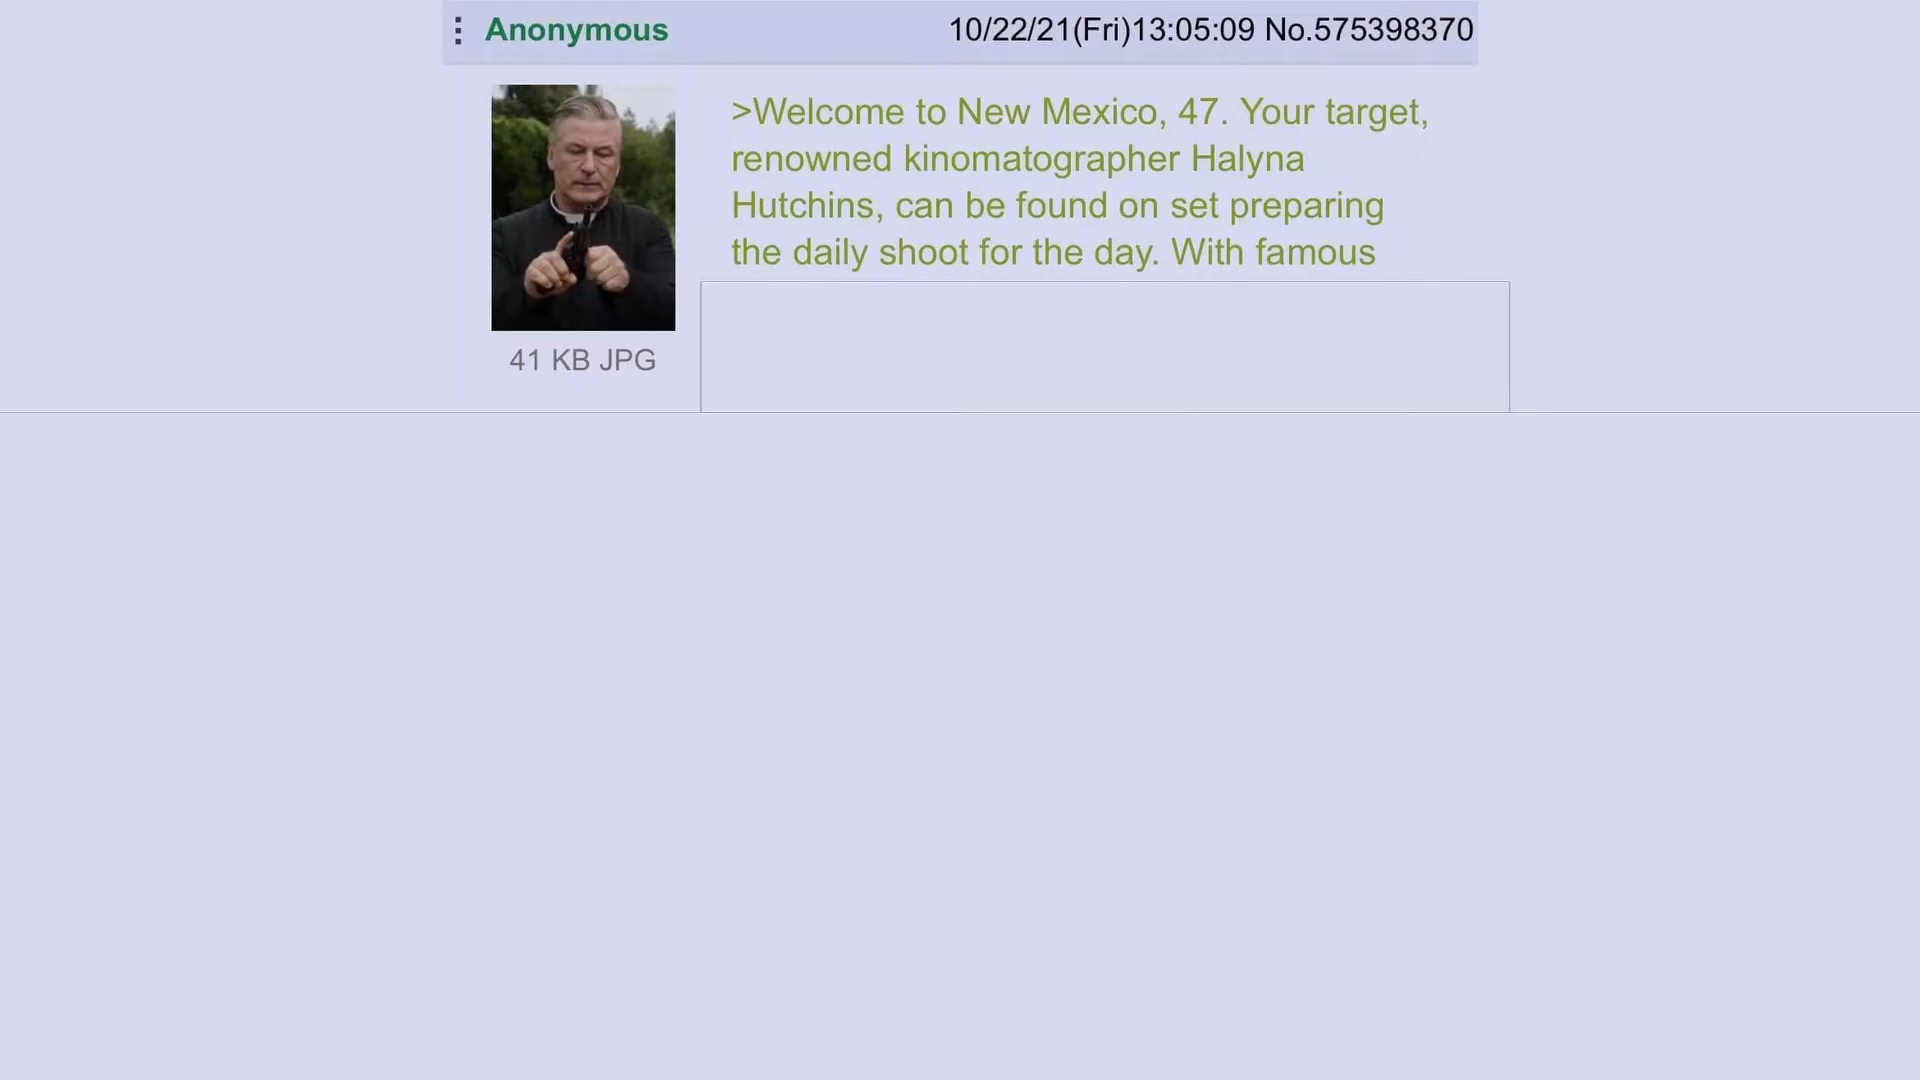 Anonymous 10/22/21(Fri)13:05:09 No.575398370
>Welcome to New Mexico, 47. Your target,
renowned kinomatographer Halyna
Hutchins, can be found on set preparing
the daily shoot for the day. With famous
41 KB JPG